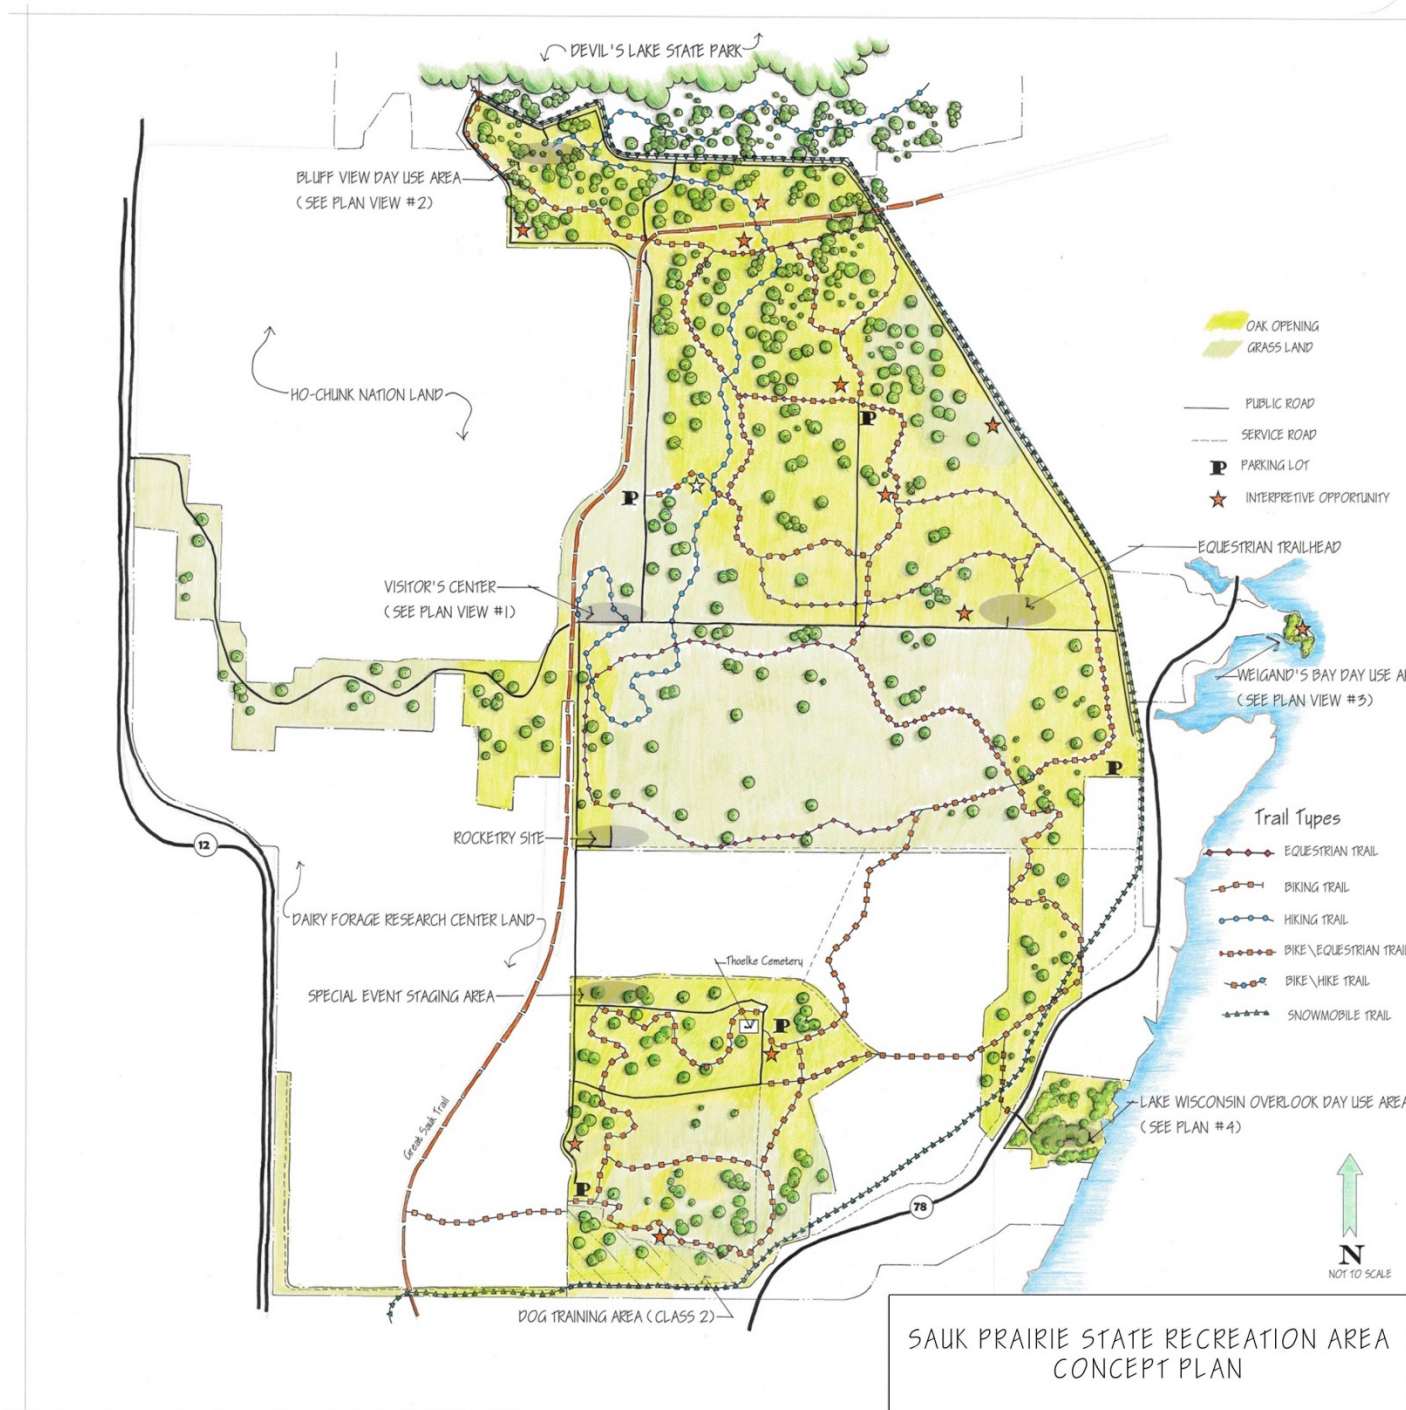 DEVIL'S LAKE STATE PARK
BLUFF VIEW DAY USE AREA
(SEE PLAN VIEW #2)
HO-CHUNK NATION LAND
OAK OPENING
GRASS LAND
PUBLIC ROAD
SERVICE ROAD
P PARKING LOT
INTERPRETIVE OPPORTUNITY
P
P
EQUESTRIAN TRAILHEAD
VISITOR'S CENTER
(SEE PLAN VIEW #1)
WEIGAND'S BAY DAY USE
(SEE PLAN VIEW #3)
P
ROCKETRY SITE
12
Trail Types
EQUESTRIAN TRAIL
BIKING TRAIL
HIKING TRAIL
BIKE\EQUESTRIAN TRAIL
BIKE\HIKE TRAIL
SNOWMOBILE TRAIL
DAIRY FORAGE RESEARCH CENTER LAND
Thoelke Cemetery
SPECIAL EVENT STAGING AREA
P
Great Sauk Trail
LAKE WISCONSIN OVERLOOK DAY USE AREA
(SEE PLAN #4)
P
78
N
NOT TO SCALE
DOG TRAINING AREA (CLASS 2)
SAUK PRAIRIE STATE RECREATION AREA
CONCEPT PLAN